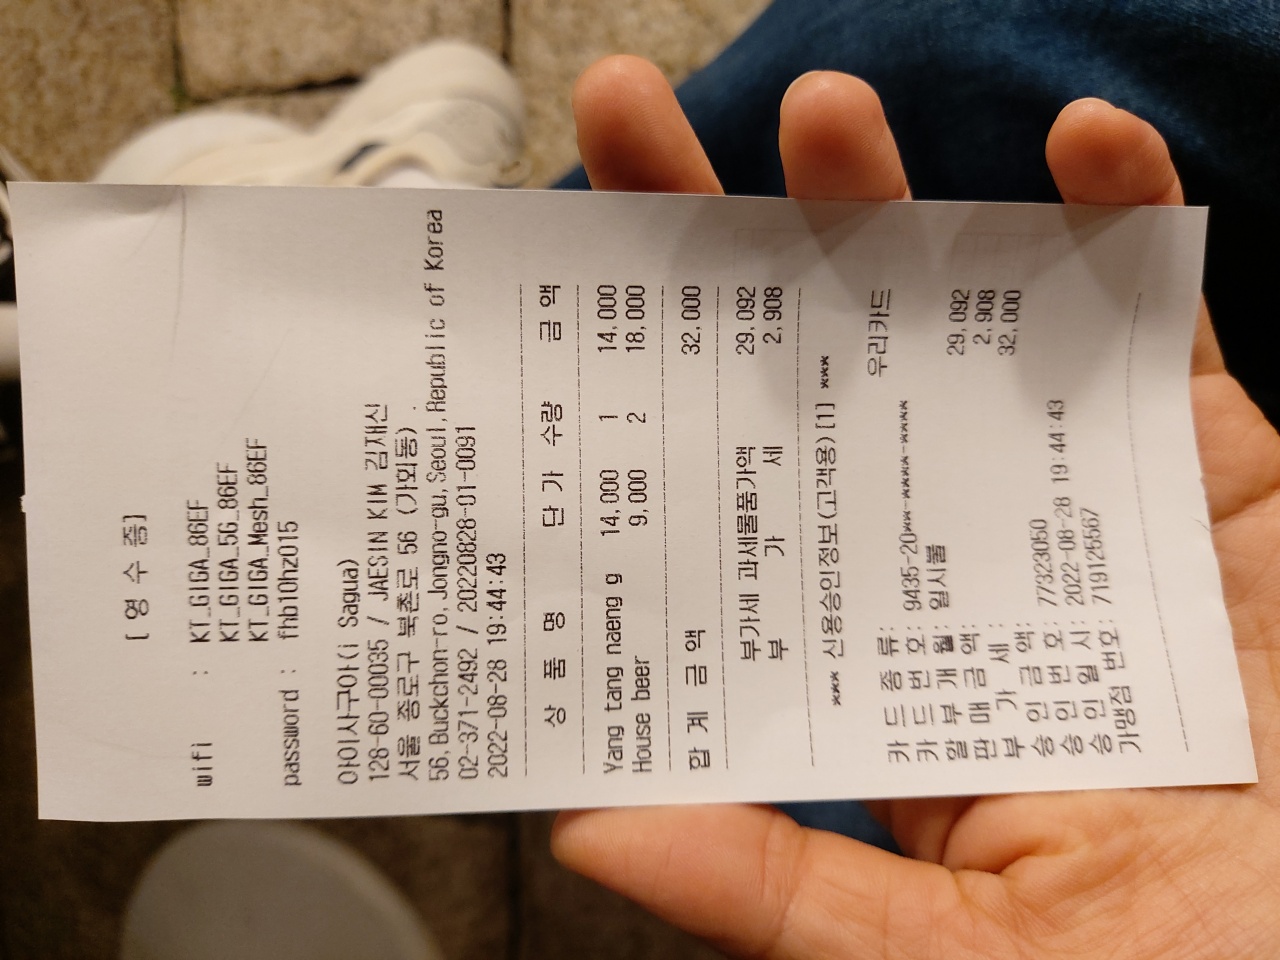 [ 영 수 증]
wifi : KT_GIGA_86EF
KT_GIGA_5G_86EF
KT_GIGA_Mesh_86EF
password : fhb10hz015
아이사구아(i Sagua)
128-60-00035 / JAESIN KIM 김재신
서울 종로구 북촌로 56 (가회동) .
56, Buckchon-ro, Jongno-gu, Seoul, Republic of Korea
02-371-2492 / 20220828-01-0091
2022-08-28 19:44:43
상 품 명 단 가 수량 금 액
Yang tang naeng g 14,000 1 14,000
House beer 9,000 2 18,000
합 계 금 액 32,000
부가세 과세물품가액 29,092
부 가 세 2,908
*** 신용승인정보(고객용)[1] ***
카 드 종 류: 우리카드
카 드 번 호: 9435-20**-****-****
할 부 개 월: 일시불
판 매 금 액: 29,092
부 가 세: 2,908
승 인 금 액: 32,000
승 인 번 호: 77323050
승 인 일 시: 2022-08-28 19:44:43
가맹점 번호: 719126567